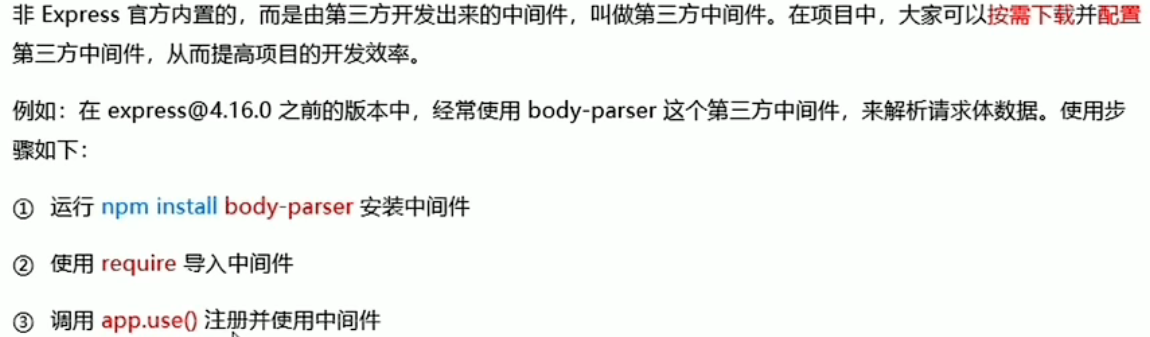 非 Express 官方内置的，而是由第三方开发出来的中间件，叫做第三方中间件。在项目中，大家可以按需下载并配置
第三方中间件，从而提高项目的开发效率。
例如：在 express@4.16.0 之前的版本中，经常使用 body-parser 这个第三方中间件，来解析请求体数据。使用步
骤如下：
① 运行 npm install body-parser 安装中间件
② 使用 require 导入中间件
③ 调用 app.use() 注册并使用中间件